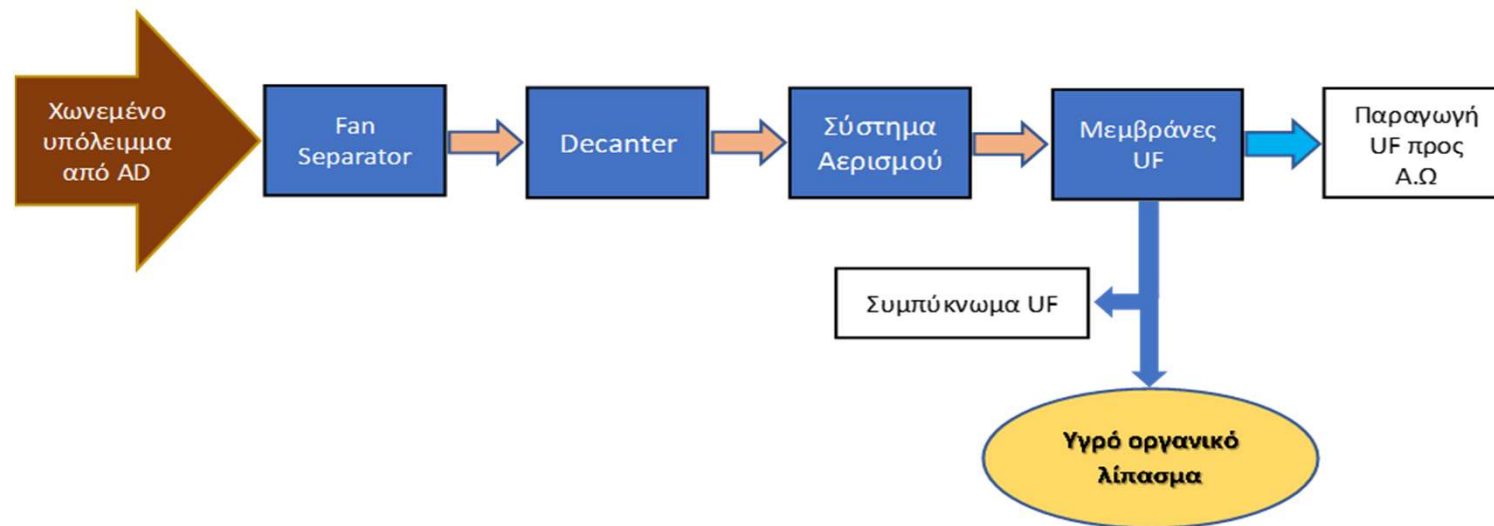 Χωνεμένο
υπόλειμμα
από AD
Fan
Separator
Decanter
Σύστημα
Αερισμού
Μεμβράνες
UF
Παραγωγή
UF προς
Α.Ω
Συμπύκνωμα UF
Υγρό οργανικό
λίπασμα